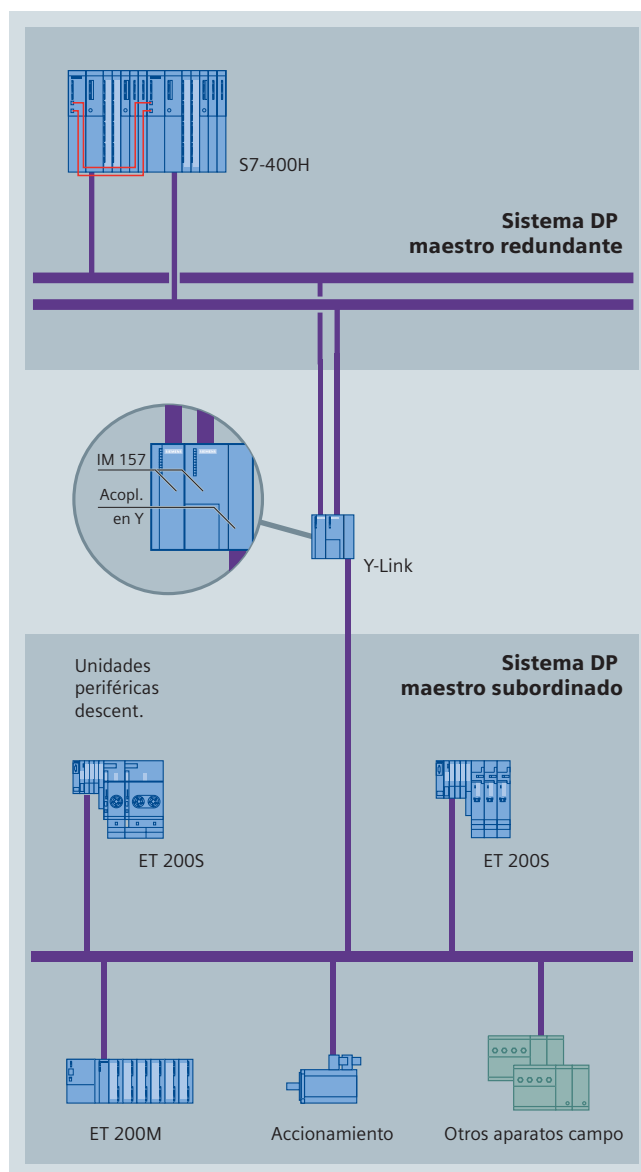 S7-400H
Sistema DP
maestro redundante
IM 157
Acopl.
en Y
Y-Link
Unidades
periféricas
descent.
Sistema DP
maestro subordinado
ET 200S
ET 200S
ET 200M
Accionamiento
Otros aparatos campo